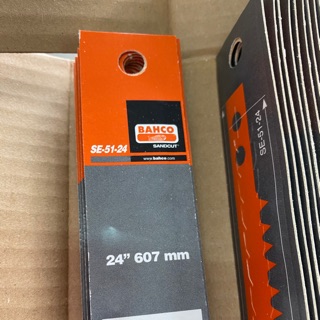 BAHCO
SANDCUT
SE-51-24
www.bahco.com
24" 607 mm
SE-51-24